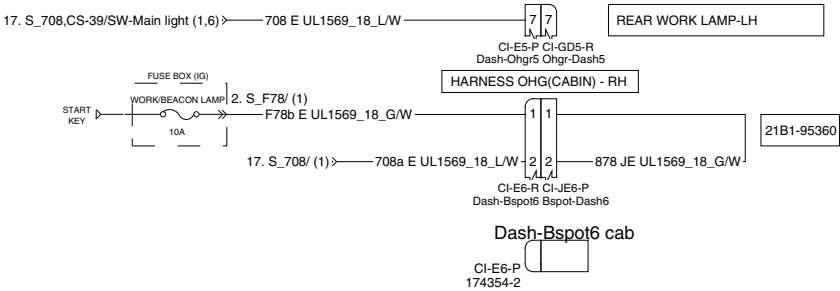 17. S_708,CS-39/SW-Main light (1,6) 708 E UL1569_18_L/W 7 7 REAR WORK LAMP-LH
CI-E5-P CI-GD5-R
Dash-Ohgr5 Ohgr-Dash5
FUSE BOX (IG) HARNESS OHG(CABIN) - RH
START KEY WORK/BEACON LAMP 2. S_F78/ (1) F78b E UL1569_18_G/W 1 1
10A 21B1-95360
17. S_708/ (1) 708a E UL1569_18_L/W 2 2 878 JE UL1569_18_G/W
CI-E6-R CI-JE6-P
Dash-Bspot6 Bspot-Dash6
Dash-Bspot6 cab
CI-E6-P
174354-2